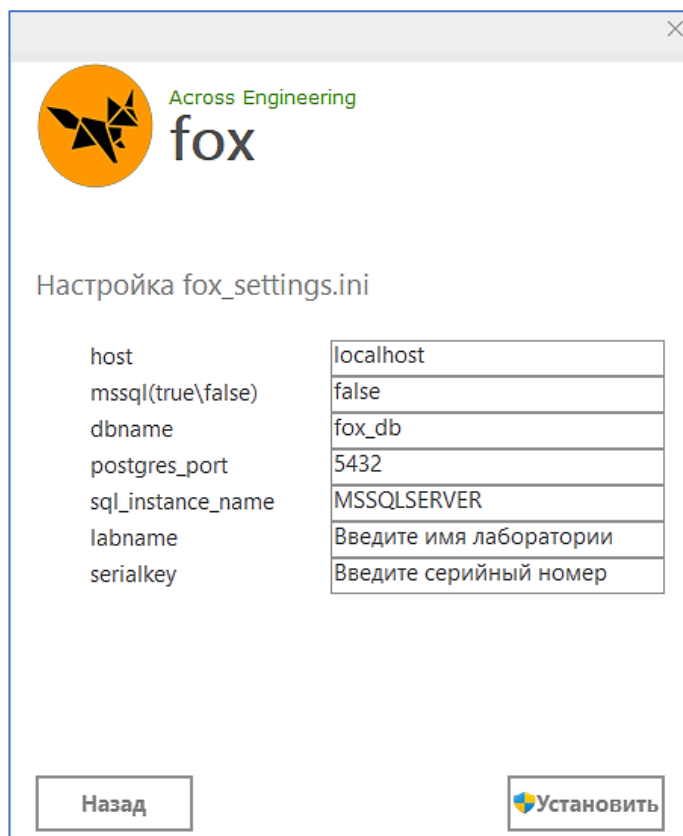 Across Engineering
fox
Настройка fox_settings.ini
host localhost
mssql(true\false) false
dbname fox_db
postgres_port 5432
sql_instance_name MSSQLSERVER
labname Введите имя лаборатории
serialkey Введите серийный номер
Назад Установить